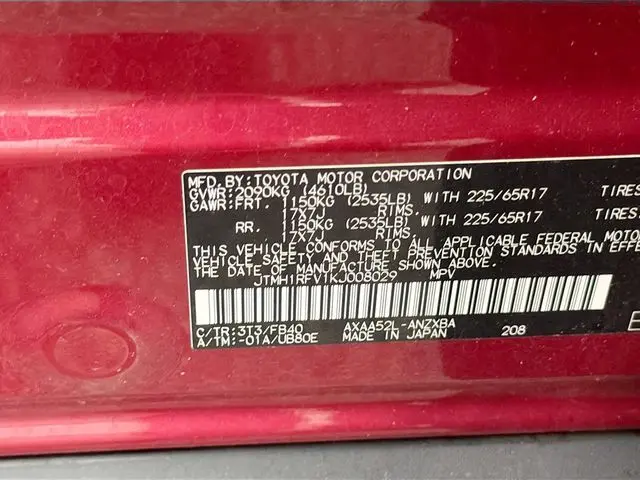 MFD.BY:TOYOTA MOTOR CORPORATION
GVWR:2090KG (4610LB)
GAWR:FRT. 1150KG (2535LB) WITH 225/65R17 TIRES
17X7J RIMS,
RR. 1150KG (2535LB) WITH 225/65R17 TIRES
17X7J RIMS.
THIS VEHICLE CONFORMS TO ALL APPLICABLE FEDERAL MOTOR
VEHICLE SAFETY AND THEFT PREVENTION STANDARDS IN EFFE
DATE OF MANUFACTURE SHOWN ABOVE.
JTMH1RFV1KJ008029 MPV
C/TR:3T3/FB40 AXAA52L-ANZXBA 208
A/TM:-01A/UB80E MADE IN JAPAN